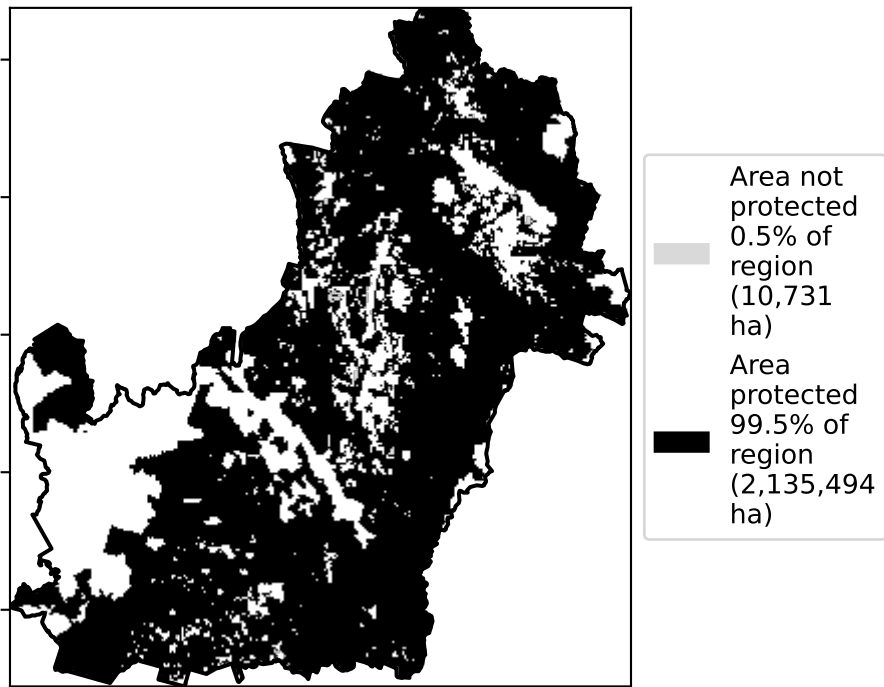 Area not
protected
0.5% of
region
(10,731
ha)
Area
protected
99.5% of
region
(2,135,494
ha)